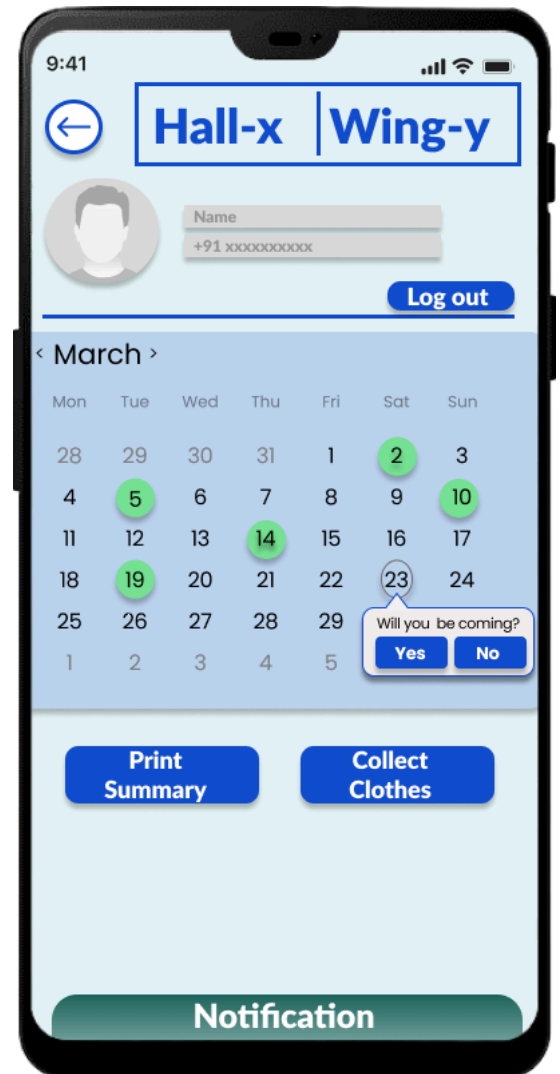 9:41
Hall-x Wing-y
Name
+91 xxxxxxxxxx
Log out
< March >
Mon Tue Wed Thu Fri Sat Sun
28 29 30 31 1 2 3
4 5 6 7 8 9 10
11 12 13 14 15 16 17
18 19 20 21 22 23 24
25 26 27 28 29
Will you be coming?
Yes No
1 2 3 4 5
Print Summary
Collect Clothes
Notification